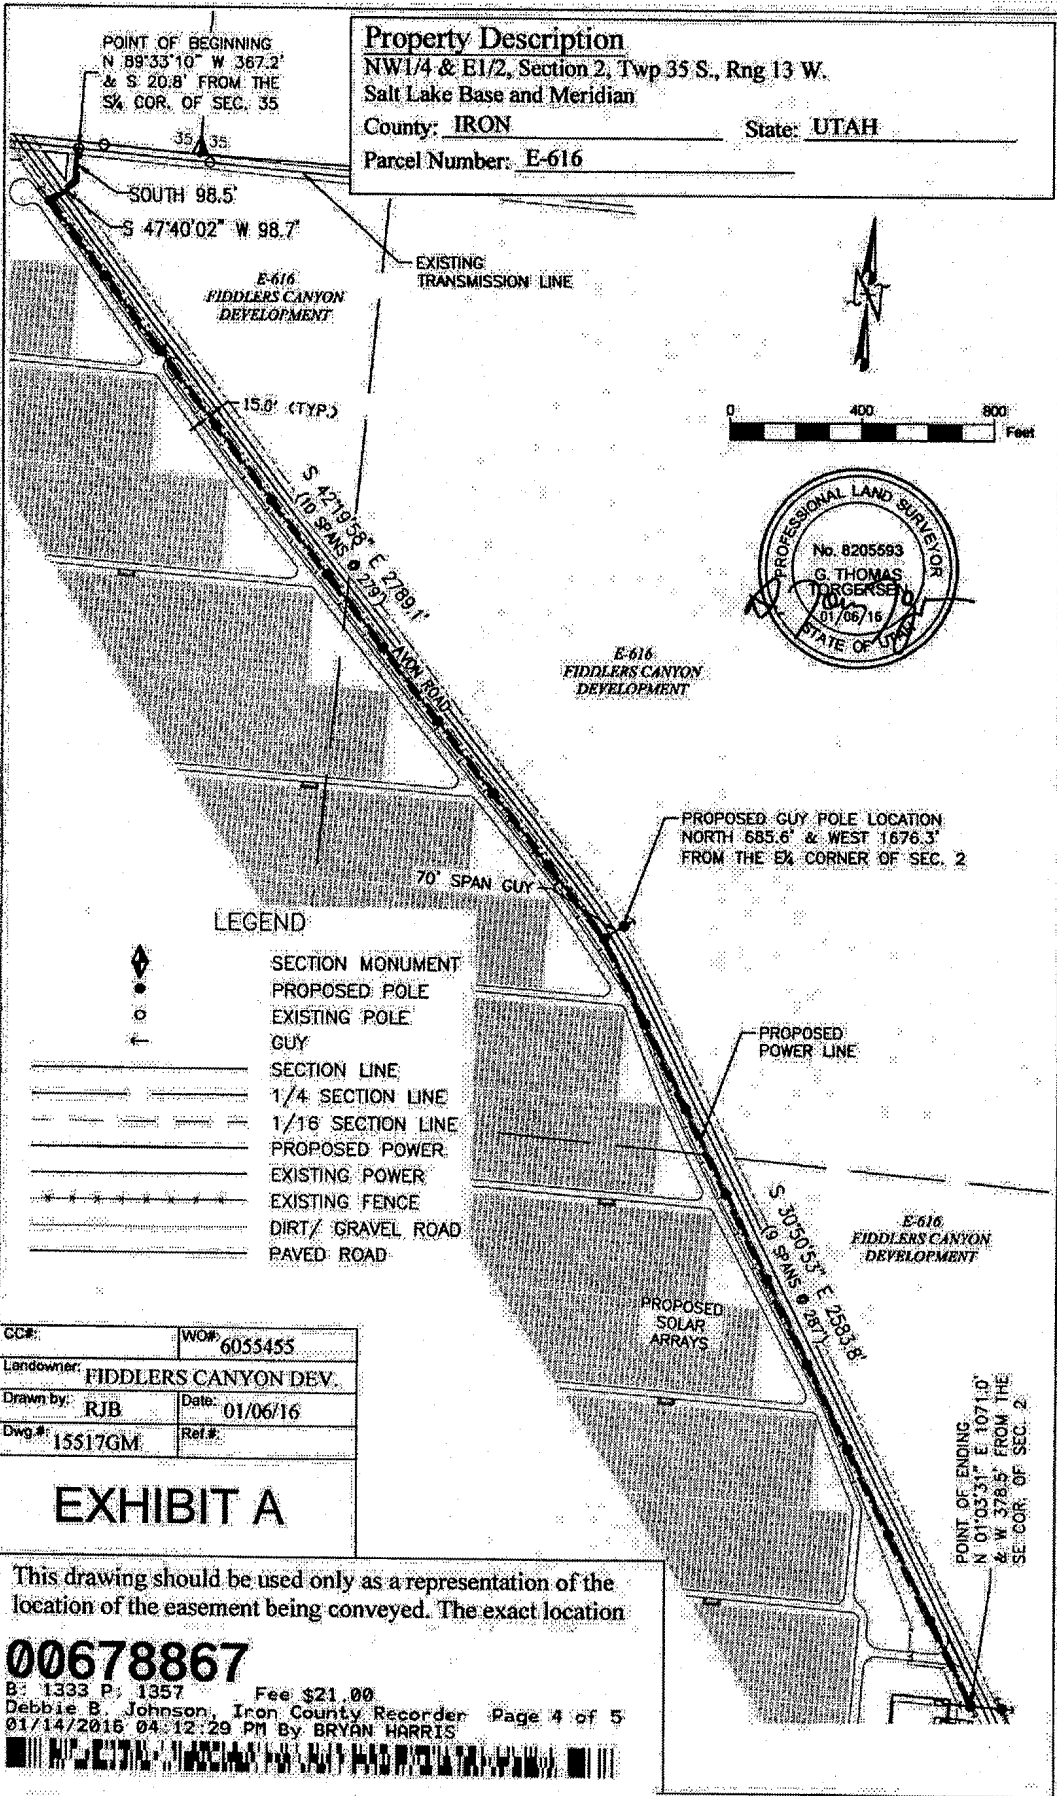 POINT OF BEGINNING
N 89°33'10" W 367.2'
& S 20.8' FROM THE
S¼ COR. OF SEC. 35
Property Description
NW1/4 & E1/2, Section 2, Twp 35 S., Rng 13 W.
Salt Lake Base and Meridian
County: IRON State: UTAH
Parcel Number: E-616
35 35
SOUTH 98.5'
S 47°40'02" W 98.7'
EXISTING
TRANSMISSION LINE
E-616
FIDDLERS CANYON
DEVELOPMENT
N
15.0' (TYP.)
0 400 800
Feet
S 42°19'58" E 2789.1'
(10 SPANS @ 279')
AVON ROAD
PROFESSIONAL LAND SURVEYOR
No. 8205593
G. THOMAS
TORGERSEN
01/06/16
STATE OF UTAH
E-616
FIDDLERS CANYON
DEVELOPMENT
PROPOSED GUY POLE LOCATION
NORTH 685.6' & WEST 1676.3'
FROM THE E¼ CORNER OF SEC. 2
70' SPAN GUY
LEGEND
SECTION MONUMENT
PROPOSED POLE
EXISTING POLE
GUY
SECTION LINE
1/4 SECTION LINE
1/16 SECTION LINE
PROPOSED POWER
EXISTING POWER
EXISTING FENCE
DIRT/ GRAVEL ROAD
PAVED ROAD
PROPOSED
POWER LINE
S 30°50'53" E 2583.8'
(9 SPANS @ 287')
E-616
FIDDLERS CANYON
DEVELOPMENT
PROPOSED
SOLAR
ARRAYS
POINT OF ENDING
N 01°03'31" E 1071.0'
& W 378.5' FROM THE
SE COR. OF SEC. 2
CC#: WO#: 6055455
Landowner: FIDDLERS CANYON DEV.
Drawn by: RJB Date: 01/06/16
Dwg.#: 15517GM Ref.#:
EXHIBIT A
This drawing should be used only as a representation of the
location of the easement being conveyed. The exact location
00678867
B: 1333 P: 1357 Fee $21.00
Debbie B. Johnson, Iron County Recorder Page 4 of 5
01/14/2016 04:12:29 PM By BRYAN HARRIS